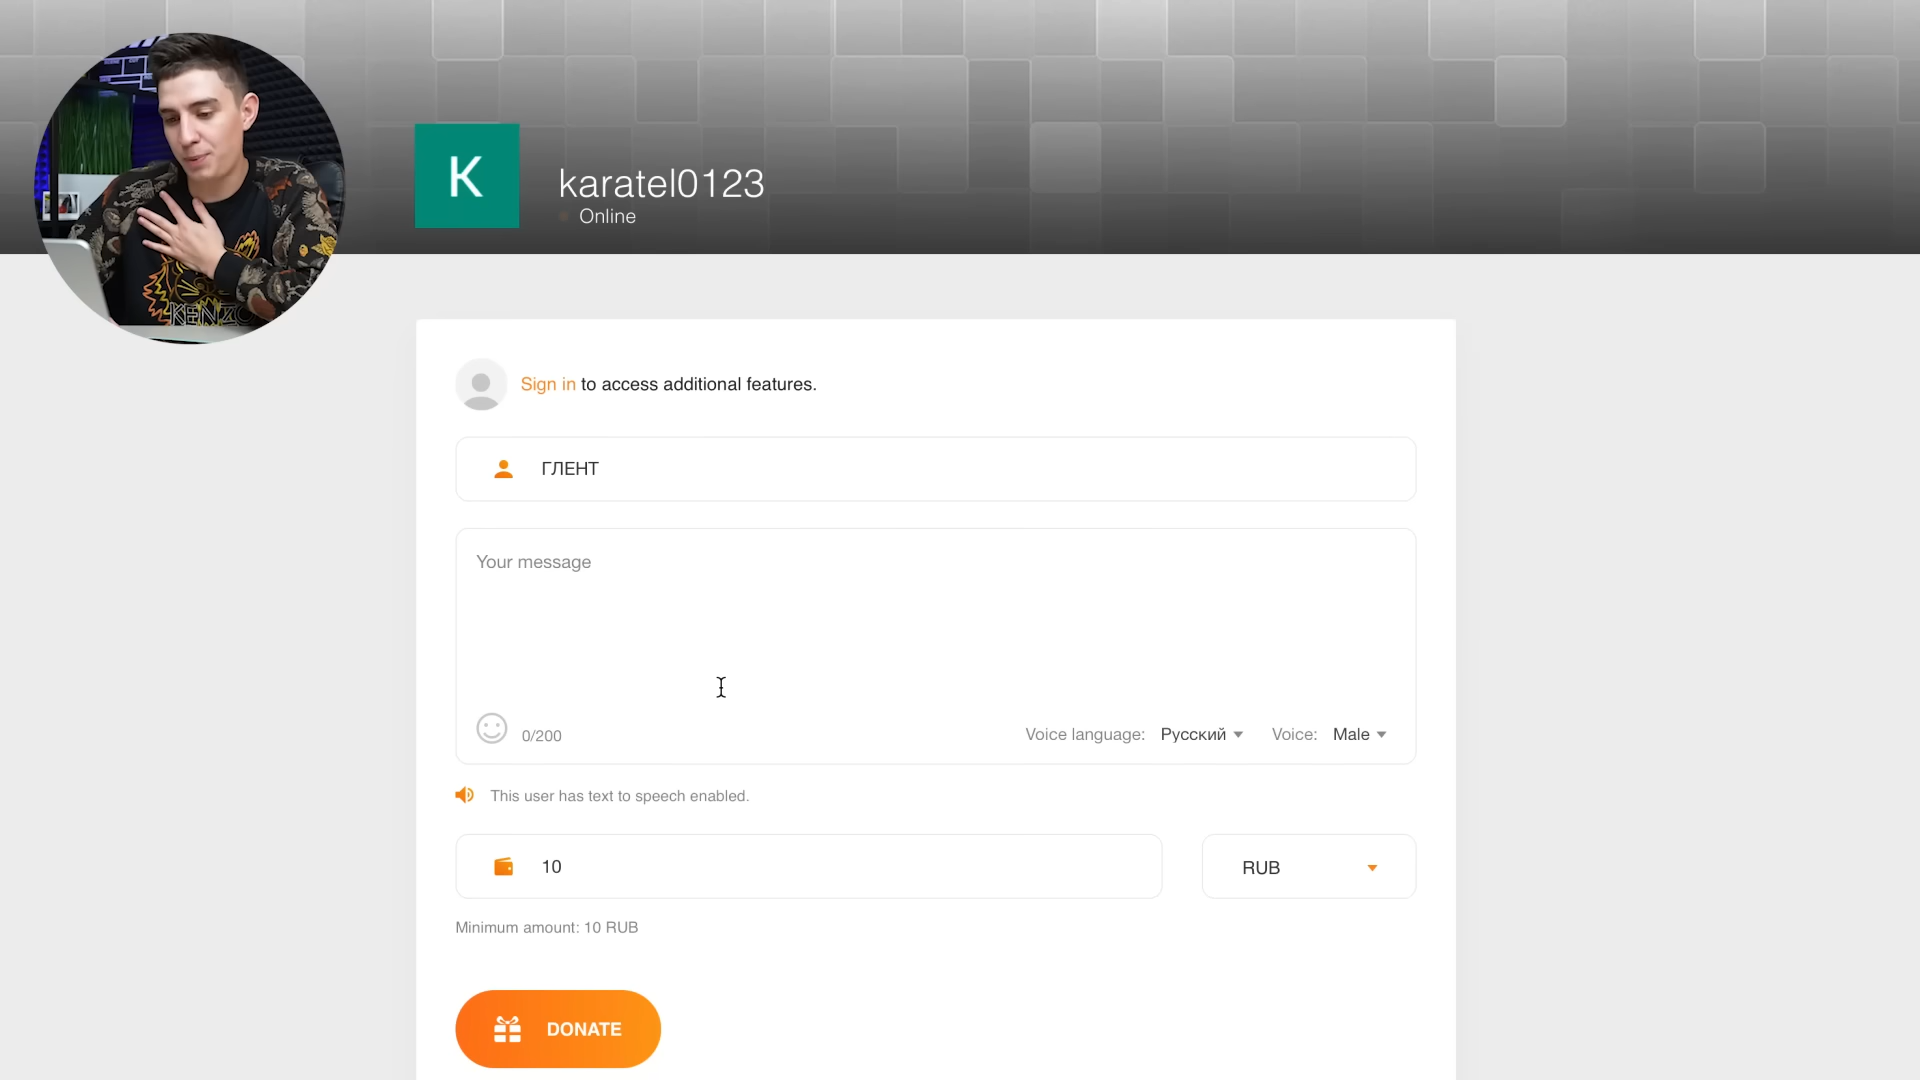 K
karatel0123
Online
KENZO
Sign in to access additional features.
ГЛЕНТ
Your message
0/200
Voice language: Русский
Voice: Male
This user has text to speech enabled.
10
RUB
Minimum amount: 10 RUB
DONATE